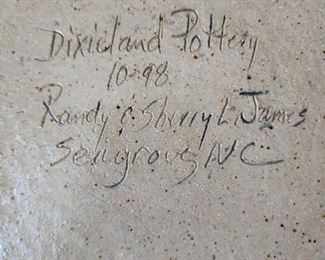 Dixieland Pottery
10-98
Randy & Sherry L. James
Seagrove, NC